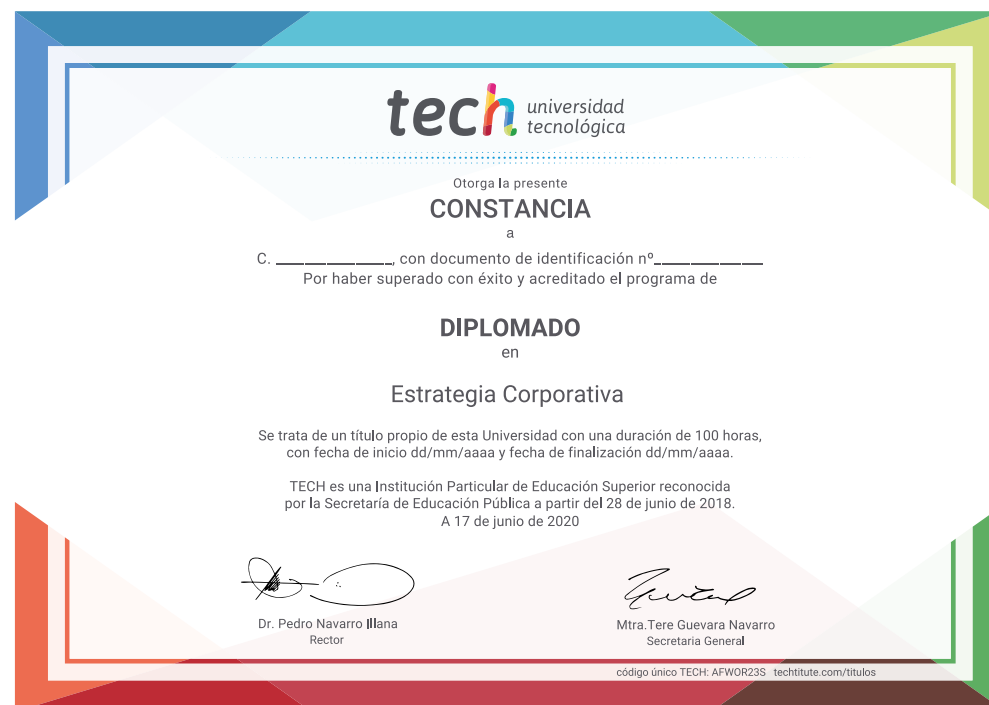 tech universidad
tecnológica
Otorga la presente
CONSTANCIA
a
C. ________________, con documento de identificación nº_______________
Por haber superado con éxito y acreditado el programa de
DIPLOMADO
en
Estrategia Corporativa
Se trata de un título propio de esta Universidad con una duración de 100 horas,
con fecha de inicio dd/mm/aaaa y fecha de finalización dd/mm/aaaa.
TECH es una Institución Particular de Educación Superior reconocida
por la Secretaría de Educación Pública a partir del 28 de junio de 2018.
A 17 de junio de 2020
Dr. Pedro Navarro Illana
Rector
Mtra.Tere Guevara Navarro
Secretaria General
código único TECH: AFWOR23S techtitute.com/titulos